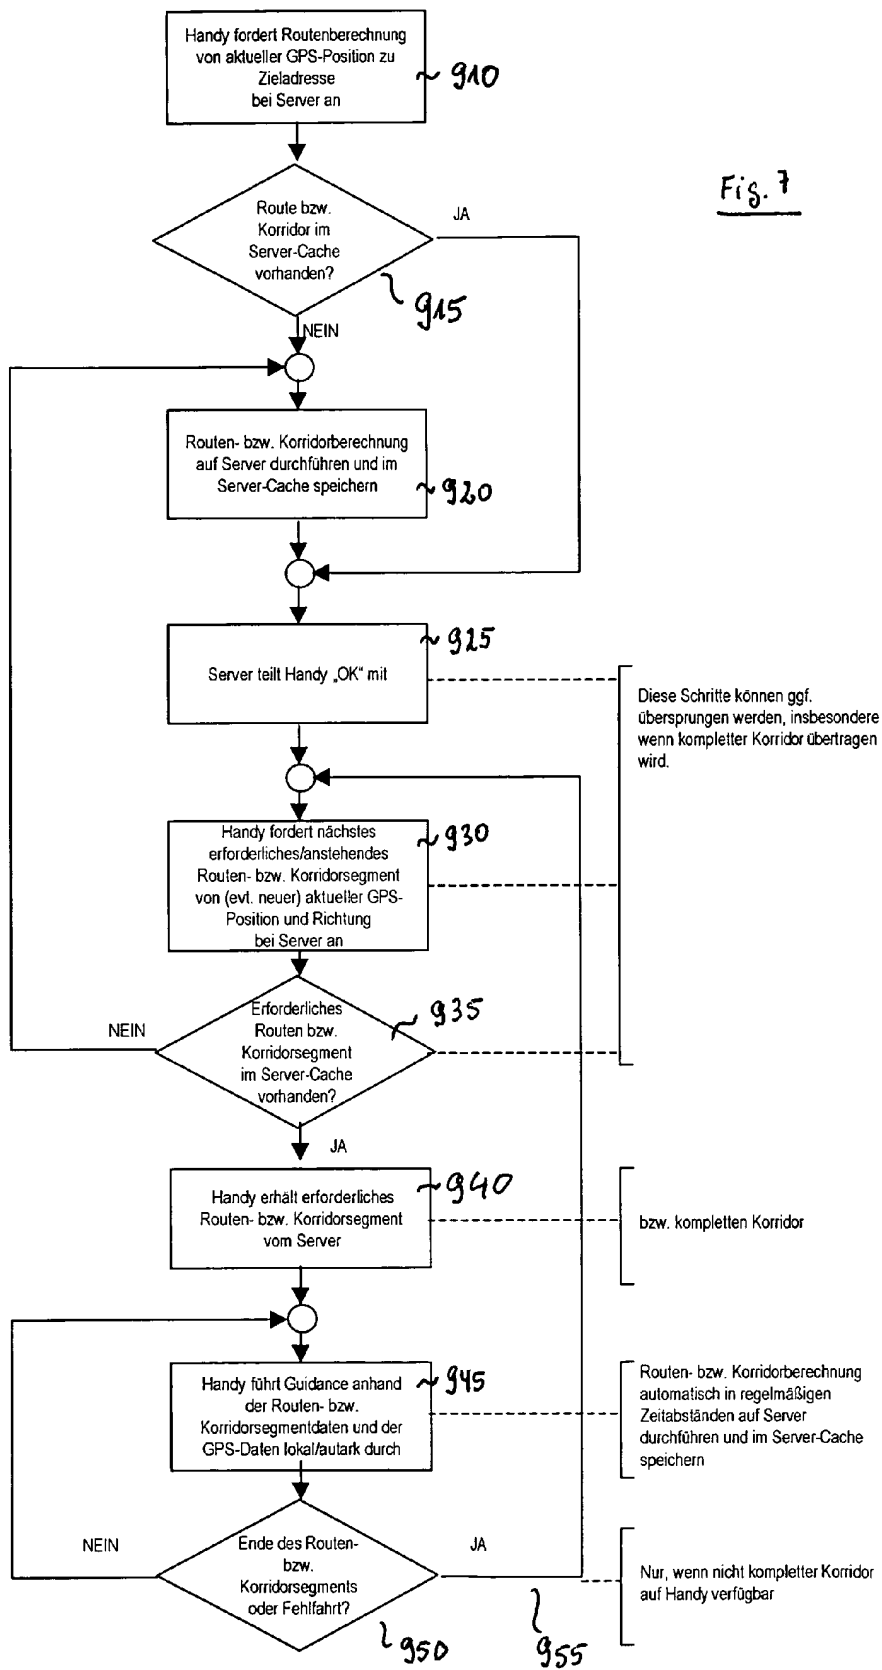 Handy fordert Routenberechnung
von aktueller GPS-Position zu
Zieladresse
bei Server an
910
Fig. 7
Route bzw.
Korridor im
Server-Cache
vorhanden?
JA
915
NEIN
Routen- bzw. Korridorberechnung
auf Server durchführen und im
Server-Cache speichern
920
925
Server teilt Handy „OK" mit
Diese Schritte können ggf.
übersprungen werden, insbesondere
wenn kompletter Korridor übertragen
wird.
Handy fordert nächstes
erforderliches/anstehendes
Routen- bzw. Korridorsegment
von (evt. neuer) aktueller GPS-
Position und Richtung
bei Server an
930
Erforderliches
Routen bzw.
Korridorsegment
im Server-Cache
vorhanden?
935
NEIN
JA
Handy erhält erforderliches
Routen- bzw. Korridorsegment
vom Server
940
bzw. kompletten Korridor
Handy führt Guidance anhand
der Routen- bzw.
Korridorsegmentdaten und der
GPS-Daten lokal/autark durch
945
Routen- bzw. Korridorberechnung
automatisch in regelmäßigen
Zeitabständen auf Server
durchführen und im Server-Cache
speichern
NEIN
Ende des Routen-
bzw.
Korridorsegments
oder Fehlfahrt?
JA
950
955
Nur, wenn nicht kompletter Korridor
auf Handy verfügbar